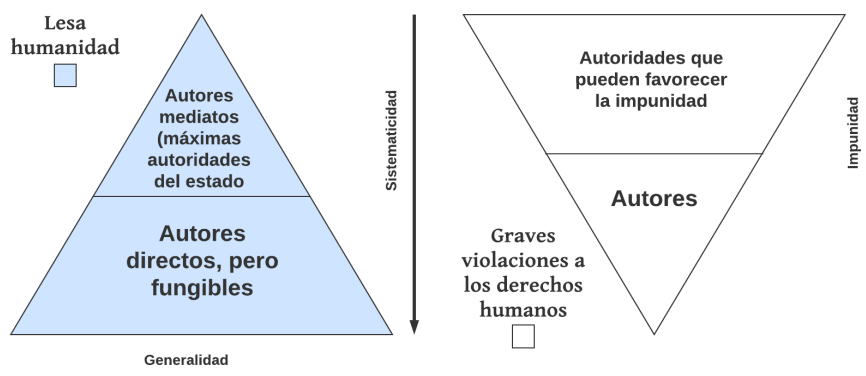 Lesa
humanidad
Autores
mediatos
(máximas
autoridades
del estado
Autores
directos, pero
fungibles
Generalidad
Sistematicidad
Autoridades que
pueden favorecer
la impunidad
Autores
Impunidad
Graves
violaciones a
los derechos
humanos